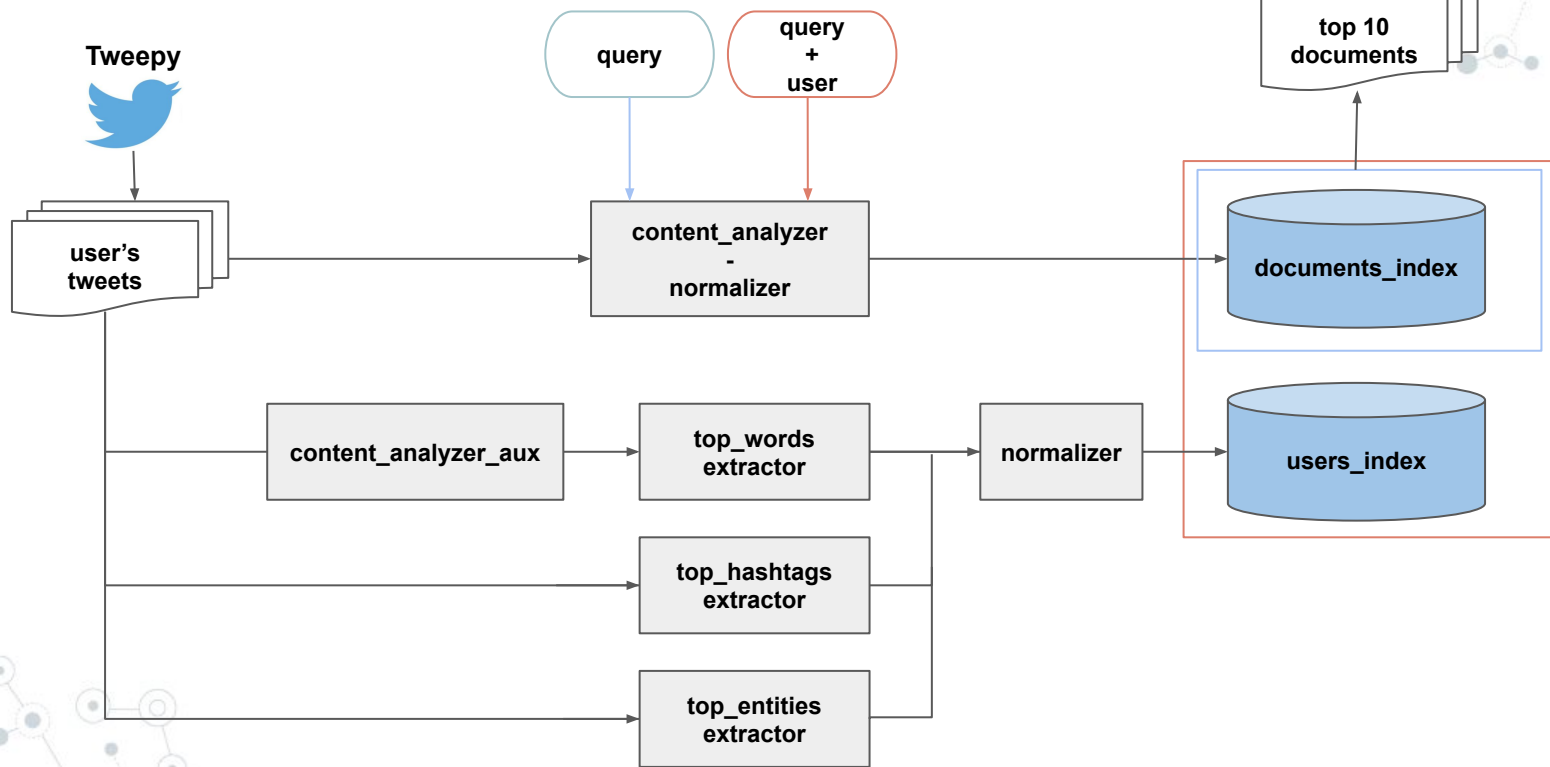 Tweepy
query
query
+
user
top 10
documents
user's
tweets
content_analyzer
-
normalizer
documents_index
content_analyzer_aux
top_words
extractor
normalizer
users_index
top_hashtags
extractor
top_entities
extractor